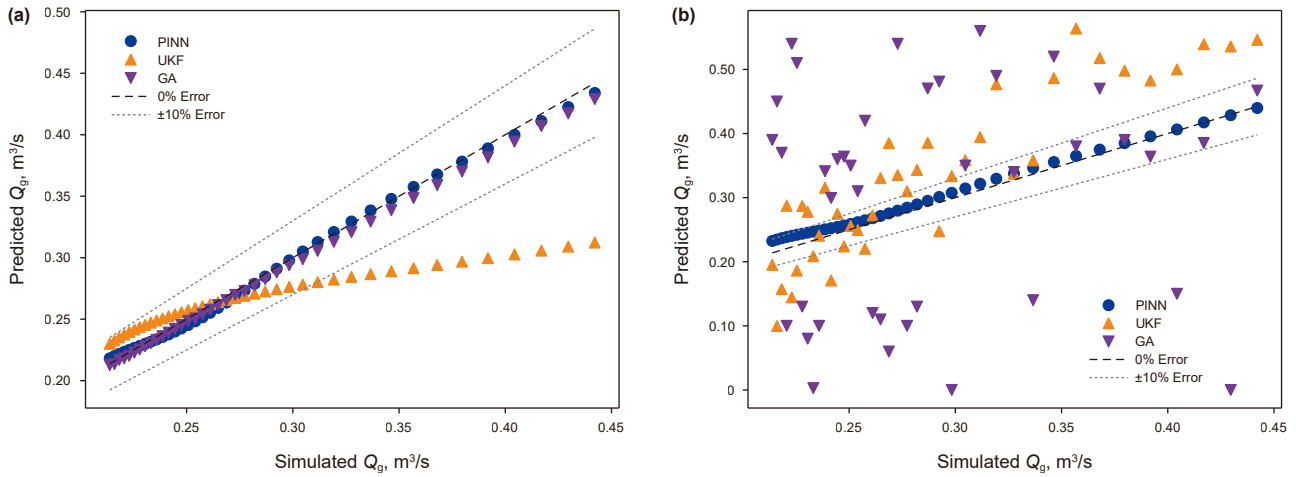 (a)
0.50
0.45
0.40
0.35
0.30
0.25
0.20
Predicted Qg, m³/s
PINN
UKF
GA
0% Error
±10% Error
0.25
0.30
0.35
0.40
0.45
Simulated Qg, m³/s
(b)
0.50
0.40
0.30
0.20
0.10
0
Predicted Qg, m³/s
PINN
UKF
GA
0% Error
±10% Error
0.25
0.30
0.35
0.40
0.45
Simulated Qg, m³/s